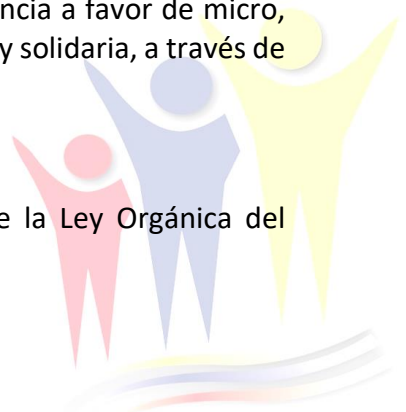 ncia a favor de micro,
y solidaria, a través de
e la Ley Orgánica del